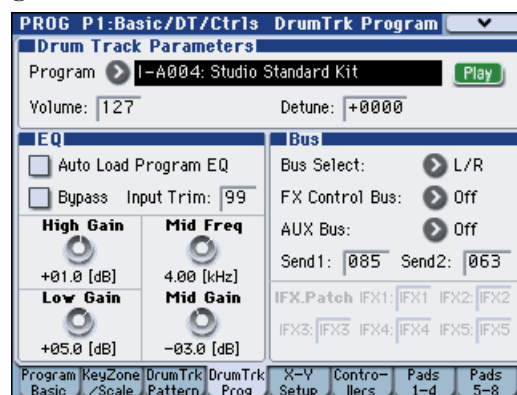 PROG P1:Basic/DT/Ctrls DrumTrk Program
Drum Track Parameters
Program I-A004: Studio Standard Kit Play
Volume: 127 Detune: +0000
EQ
Auto Load Program EQ
Bypass Input Trim: 99
High Gain Mid Freq
+01.0 [dB] 4.00 [kHz]
Low Gain Mid Gain
+05.0 [dB] -03.0 [dB]
Bus
Bus Select: L/R
FX Control Bus: Off
AUX Bus: Off
Send1: 085 Send2: 063
IFX.Patch IFX1: IFX1 IFX2: IFX2
IFX3: IFX3 IFX4: IFX4 IFX5: IFX5
Program Basic KeyZone /Scale DrumTrk Pattern DrumTrk Prog X-Y Setup Contro-llers Pads 1-4 Pads 5-8